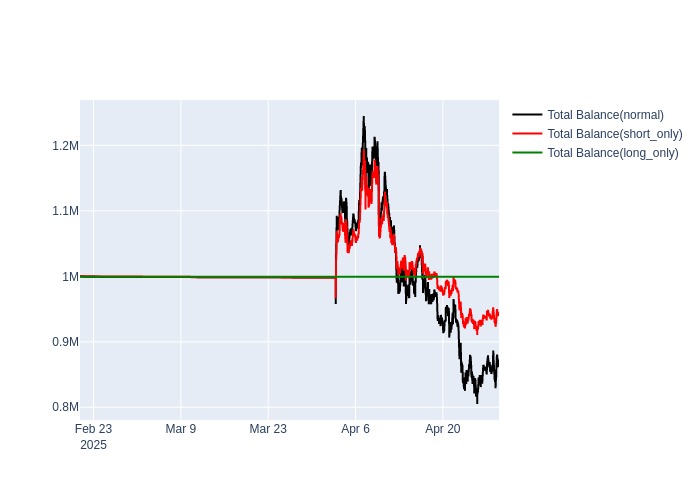 Total Balance(normal)
Total Balance(short_only)
Total Balance(long_only)
1.2M
1.1M
1M
0.9M
0.8M
Feb 23 Mar 9 Mar 23 Apr 6 Apr 20
2025